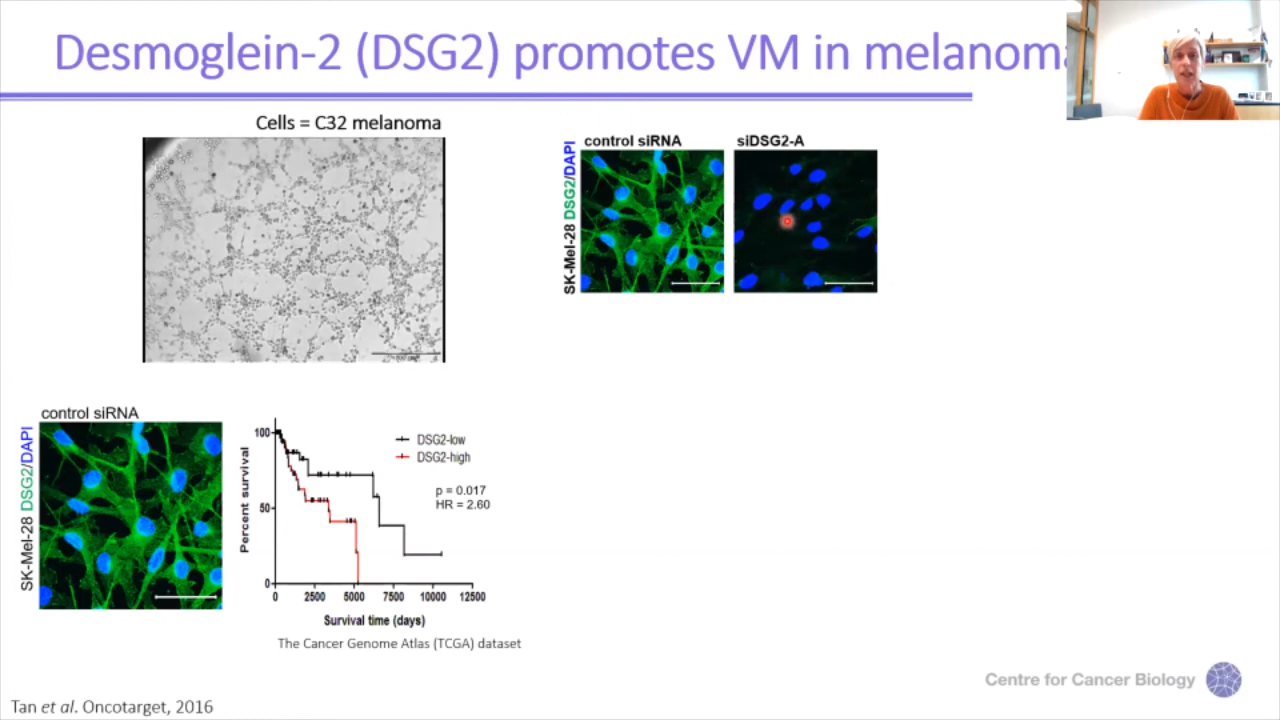 Desmoglein-2 (DSG2) promotes VM in melanoma
Cells = C32 melanoma
control siRNA
siDSG2-A
SK-Mel-28 DSG2/DAPI
control siRNA
SK-Mel-28 DSG2/DAPI
Percent survival
100
50
0
DSG2-low
DSG2-high
p = 0.017
HR = 2.60
0 2500 5000 7500 10000 12500
Survival time (days)
The Cancer Genome Atlas (TCGA) dataset
Centre for Cancer Biology
Tan et al. Oncotarget, 2016